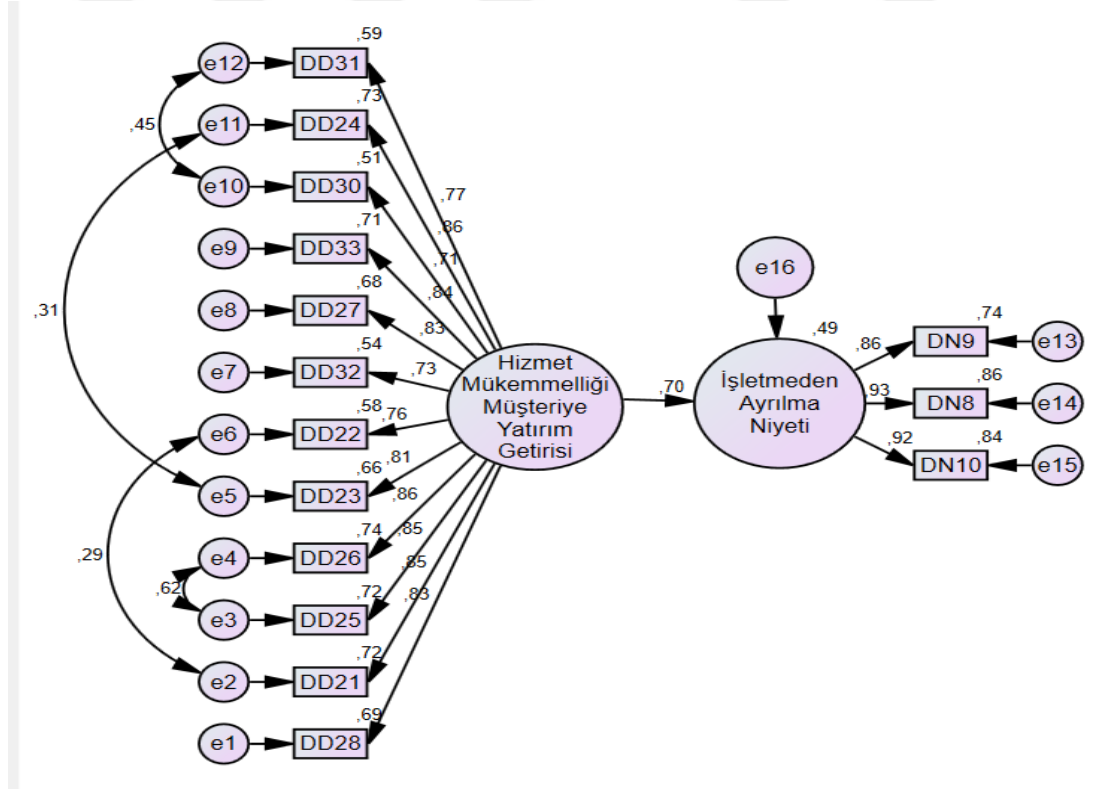 ,59
e12 DD31
,73
e11 DD24
,45
,51
e10 DD30
,77
,71
,86
e9 DD33
,71
,84
e16
,68
e8 DD27
,31
,83
,49
,74
,86
DN9 e13
,54
e7 DD32
,73
Hizmet
Mükemmelliği
Müşteriye
Yatırım
Getirisi
,70
İşletmeden
Ayrılma
Niyeti
,93
,86
DN8 e14
,58
,76
e6 DD22
,92
,84
DN10 e15
,66
,81
e5 DD23
,86
,74
,85
e4 DD26
,29
,62
,72
,85
,83
e3 DD25
,72
e2 DD21
,69
e1 DD28